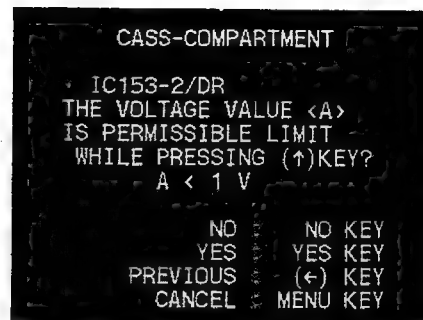 CASS-COMPARTMENT
IC153-2/DR
THE VOLTAGE VALUE <A>
IS PERMISSIBLE LIMIT
WHILE PRESSING (↑)KEY?
A < 1 V
NO NO KEY
YES YES KEY
PREVIOUS (←) KEY
CANCEL MENU KEY